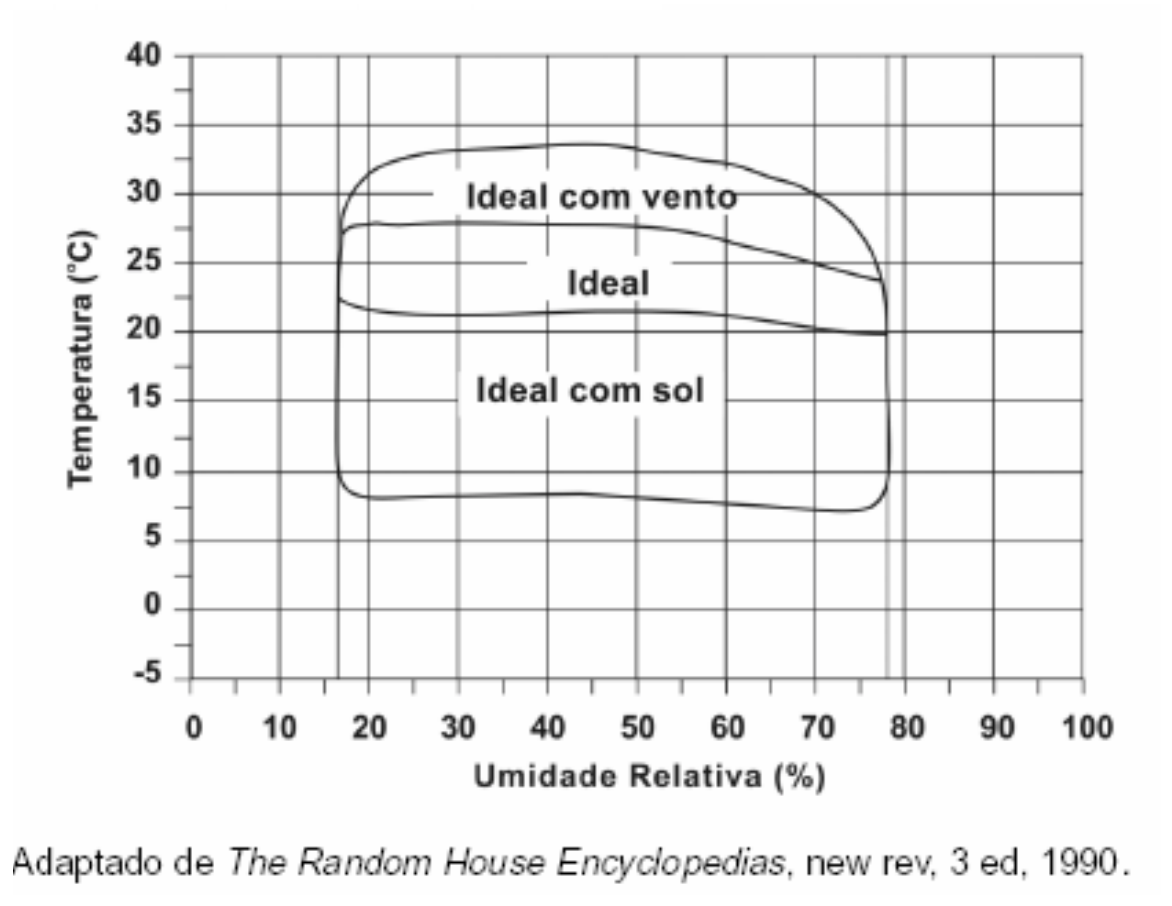 40
35
30
25
20
15
10
5
0
-5
Temperatura (°C)
Ideal com vento
Ideal
Ideal com sol
0 10 20 30 40 50 60 70 80 90 100
Umidade Relativa (%)
Adaptado de The Random House Encyclopedias, new rev, 3 ed, 1990.